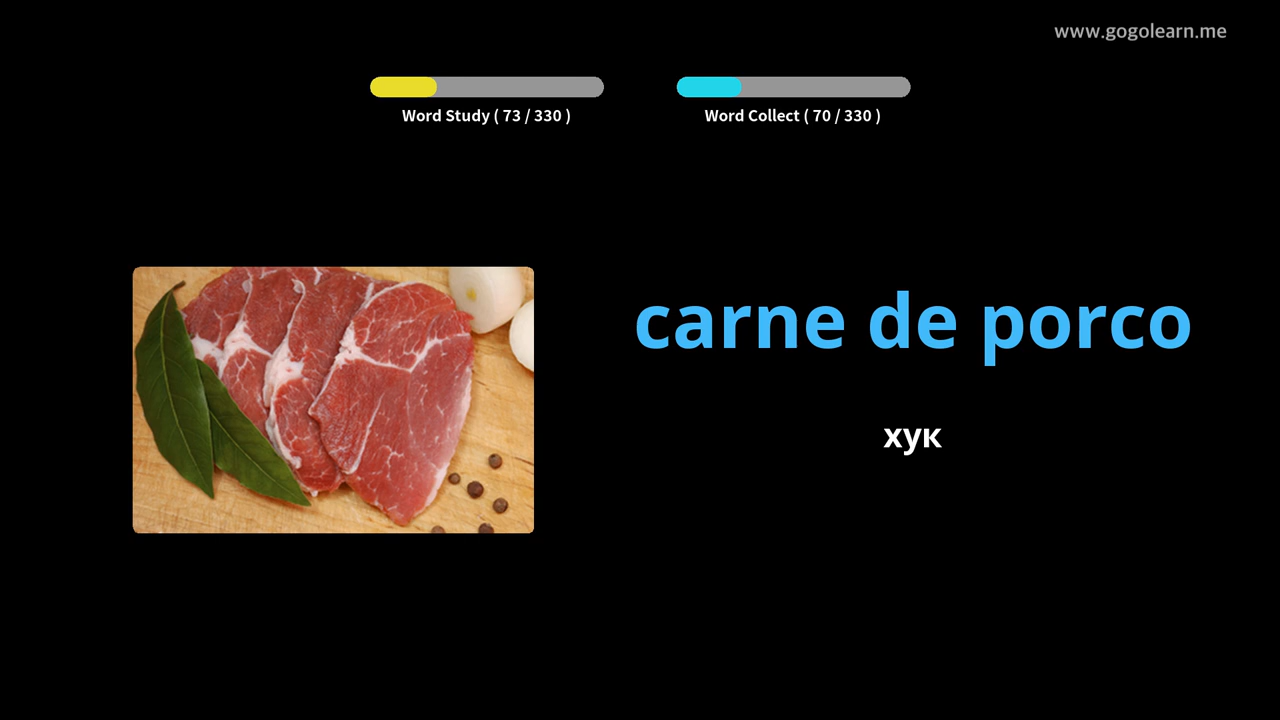 www.gogolearn.me
Word Study ( 73 / 330 )
Word Collect ( 70 / 330 )
carne de porco
хук